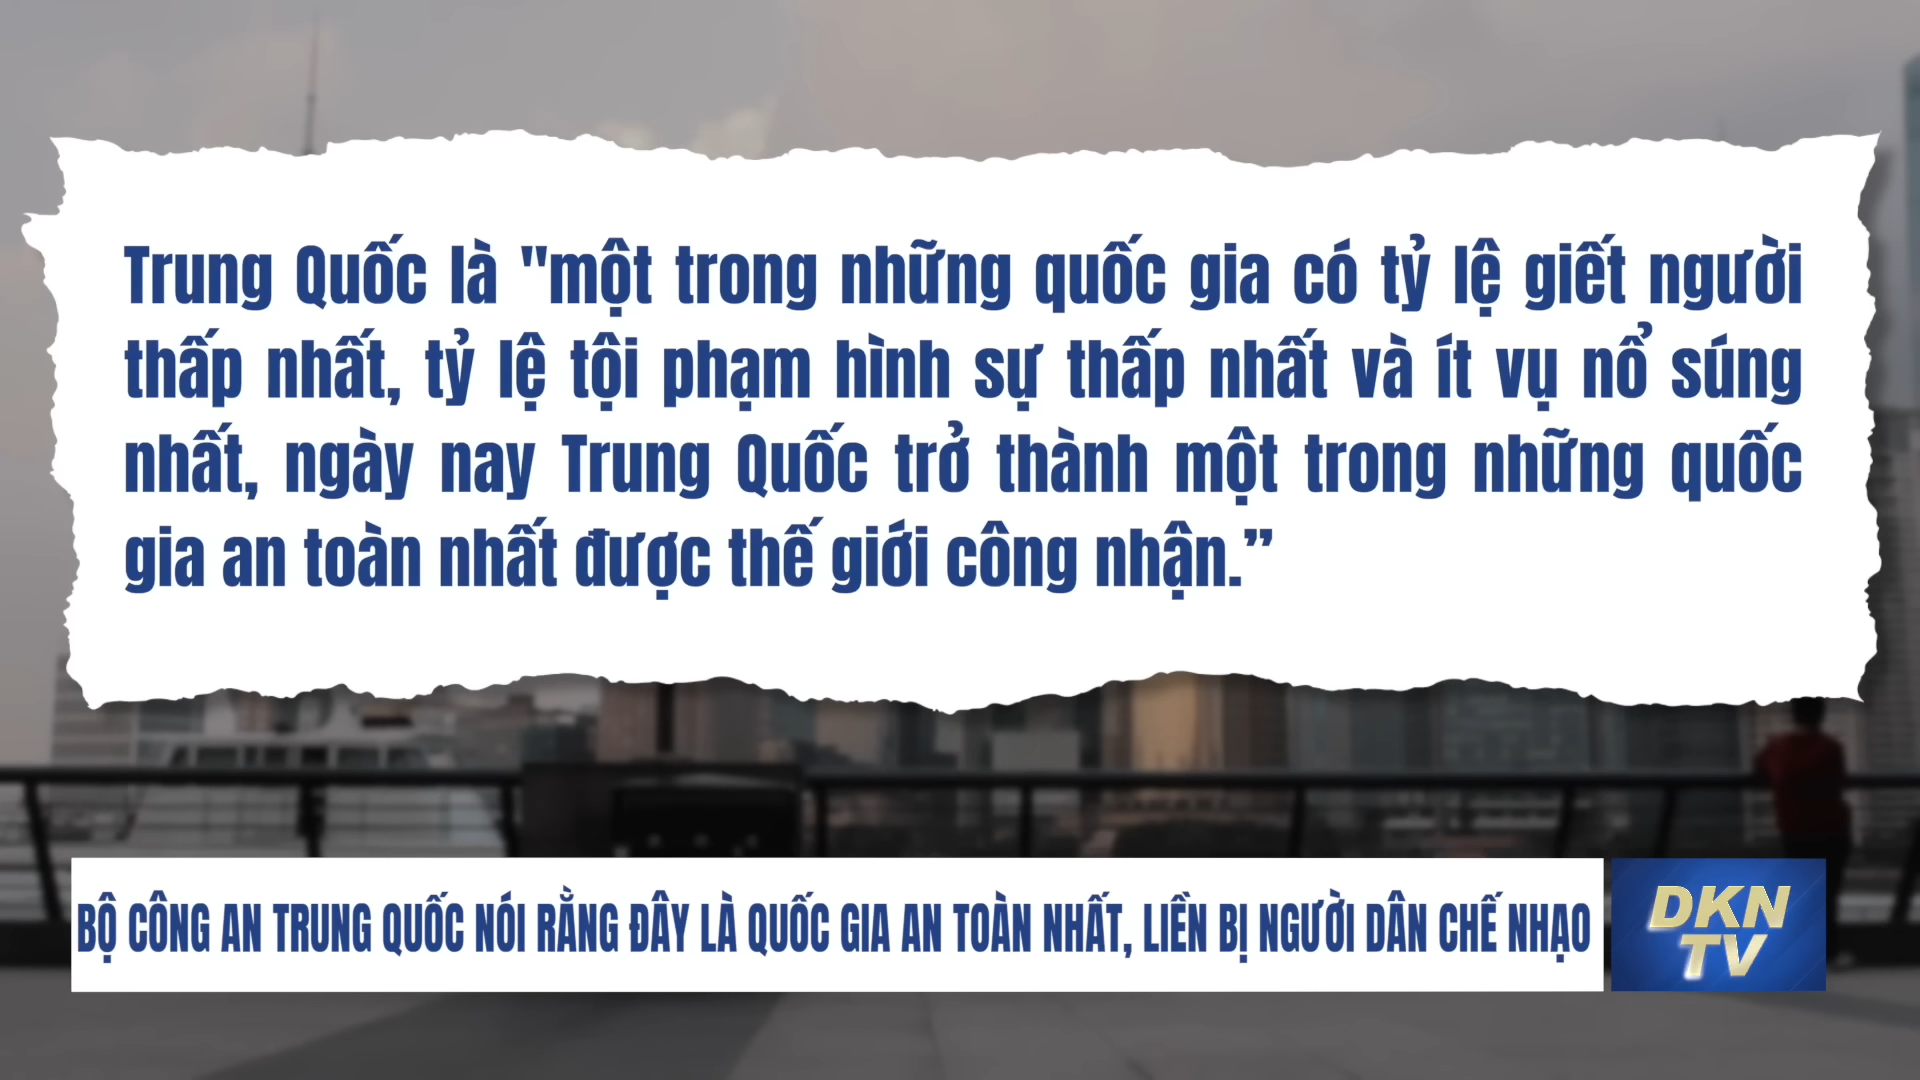 Trung Quốc là "một trong những quốc gia có tỷ lệ giết người
thấp nhất, tỷ lệ tội phạm hình sự thấp nhất và ít vụ nổ súng
nhất, ngày nay Trung Quốc trở thành một trong những quốc
gia an toàn nhất được thế giới công nhận.”
BỘ CÔNG AN TRUNG QUỐC NÓI RẰNG ĐÂY LÀ QUỐC GIA AN TOÀN NHẤT, LIỀN BỊ NGƯỜI DÂN CHẾ NHẠO
DKN
TV